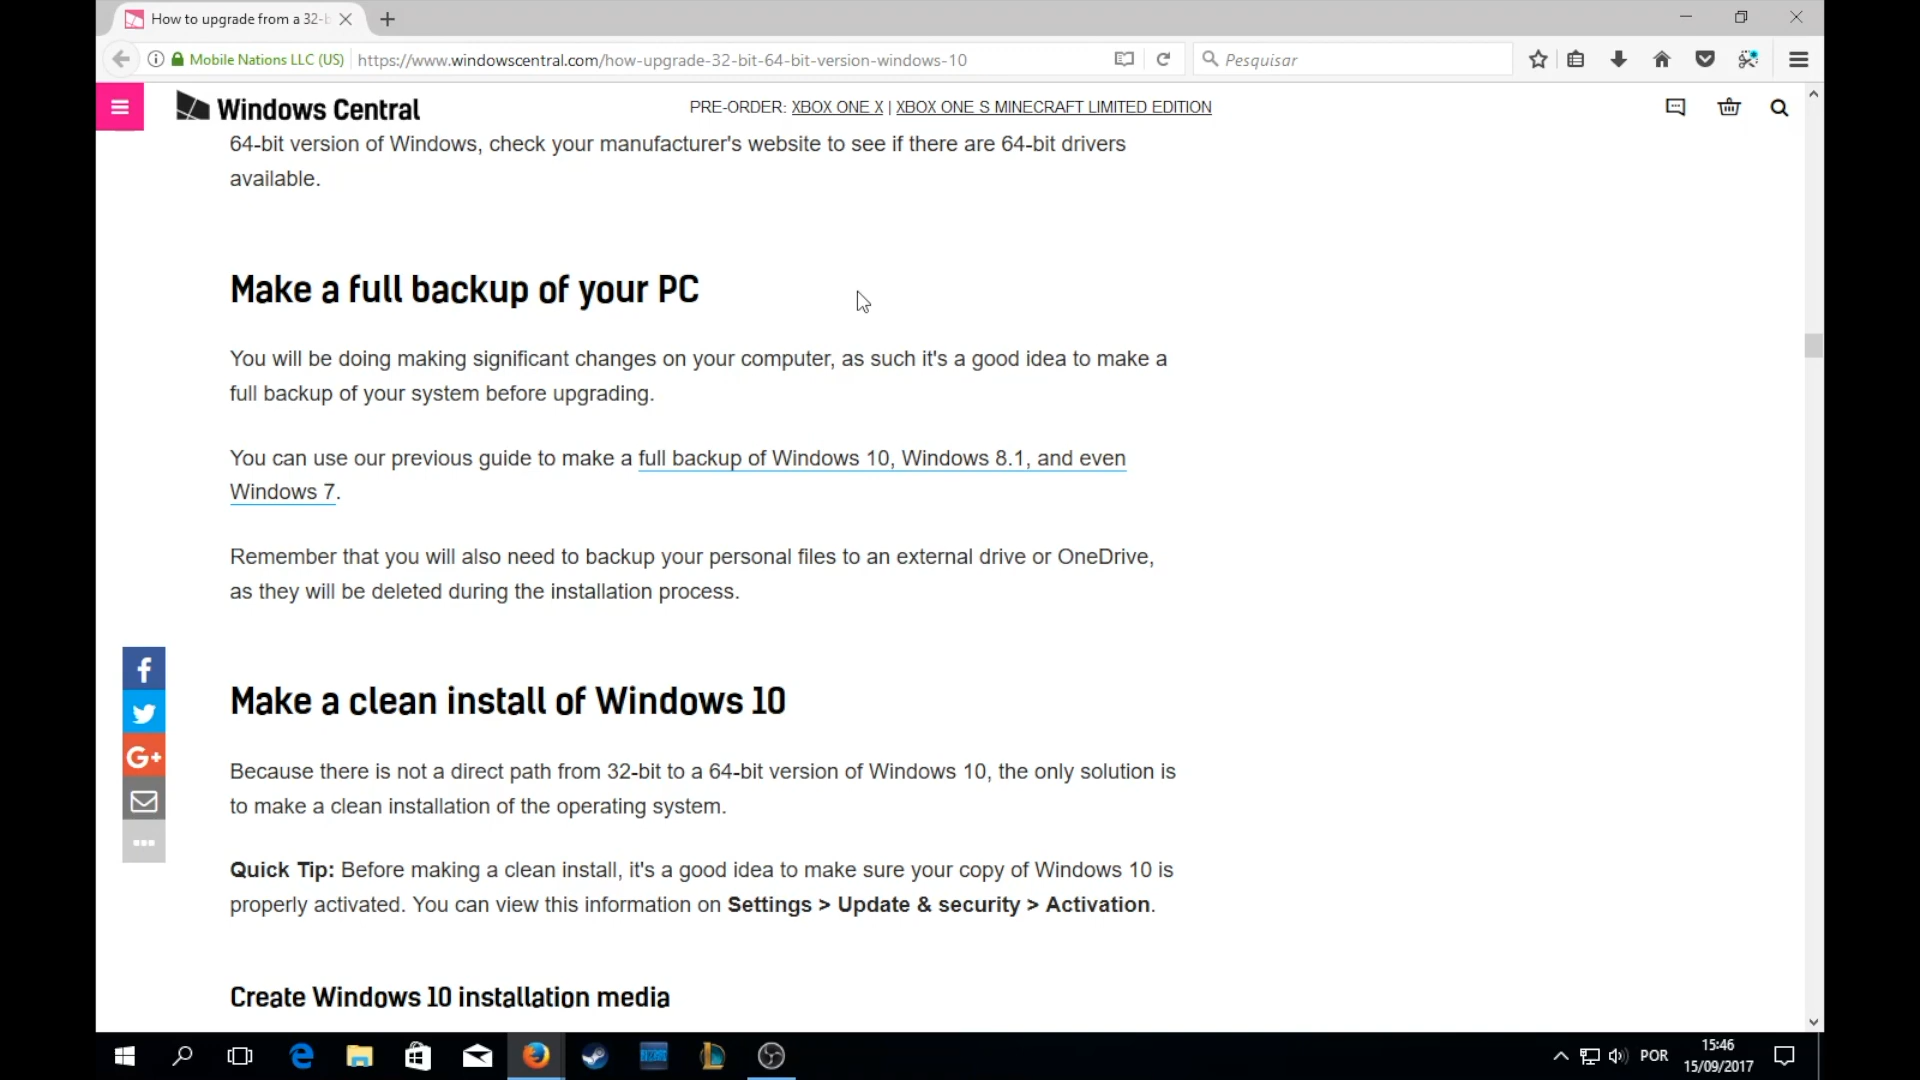 How to upgrade from a 32-b
Mobile Nations LLC (US)
https://www.windowscentral.com/how-upgrade-32-bit-64-bit-version-windows-10
Pesquisar
Windows Central
PRE-ORDER: XBOX ONE X | XBOX ONE S MINECRAFT LIMITED EDITION
64-bit version of Windows, check your manufacturer's website to see if there are 64-bit drivers
available.
Make a full backup of your PC
You will be doing making significant changes on your computer, as such it's a good idea to make a
full backup of your system before upgrading.
You can use our previous guide to make a full backup of Windows 10, Windows 8.1, and even
Windows 7.
Remember that you will also need to backup your personal files to an external drive or OneDrive,
as they will be deleted during the installation process.
Make a clean install of Windows 10
Because there is not a direct path from 32-bit to a 64-bit version of Windows 10, the only solution is
to make a clean installation of the operating system.
Quick Tip: Before making a clean install, it's a good idea to make sure your copy of Windows 10 is
properly activated. You can view this information on Settings > Update & security > Activation.
Create Windows 10 installation media
POR
15:46
15/09/2017